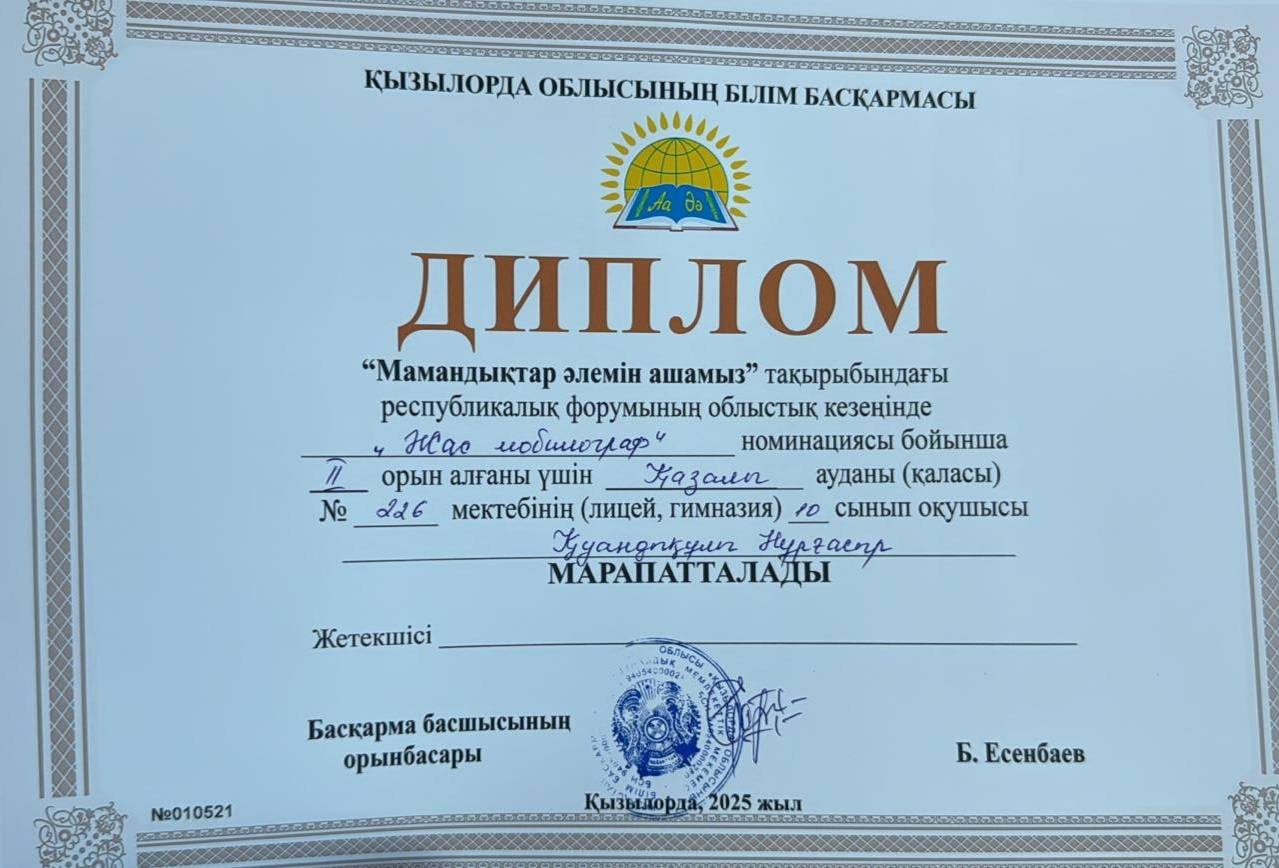 ҚЫЗЫЛОРДА ОБЛЫСЫНЫҢ БІЛІМ БАСҚАРМАСЫ
Аа Әә
ДИПЛОМ
“Мамандықтар әлемін ашамыз” тақырыбындағы
республикалық форумының облыстық кезеңінде
„Жас мобилограф“ номинациясы бойынша
II орын алғаны үшін Қазалы ауданы (қаласы)
№ 226 мектебінің (лицей, гимназия) 10 сынып оқушысы
Қуандықұлы Нұрғасыр
МАРАПАТТАЛАДЫ
Жетекшісі
Басқарма басшысының
орынбасары
Б. Есенбаев
Қызылорда, 2025 жыл
№010521